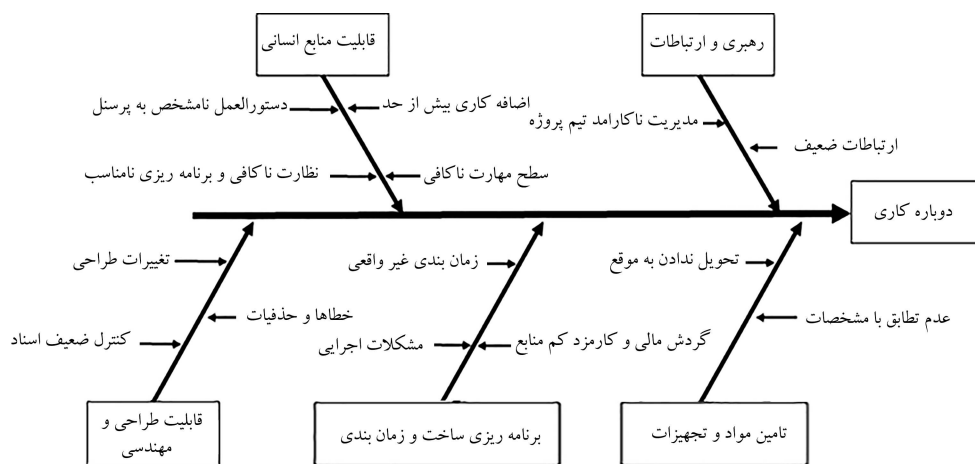 رهبری و ارتباطات
قابلیت منابع انسانی
اضافه کاری بیش از حد
دستورالعمل نامشخص به پرسنل
مدیریت ناکارامد تیم پروژه
ارتباطات ضعیف
سطح مهارت ناکافی
نظارت ناکافی و برنامه ریزی نامناسب
دوباره کاری
تحویل ندادن به موقع
زمان بندی غیر واقعی
تغییرات طراحی
عدم تطابق با مشخصات
خطاها و حذفیات
گردش مالی و کارمزد کم منابع
مشکلات اجرایی
کنترل ضعیف اسناد
تامین مواد و تجهیزات
برنامه ریزی ساخت و زمان بندی
قابلیت طراحی و
مهندسی